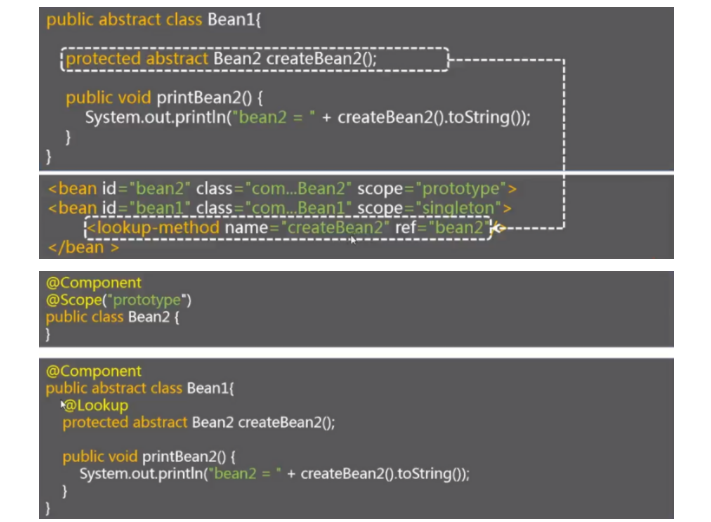 public abstract class Bean1{
protected abstract Bean2 createBean2();
public void printBean2() {
System.out.println("bean2 = " + createBean2().toString());
}
}
<bean id="bean2" class="com...Bean2" scope="prototype">
<bean id="bean1" class="com...Bean1" scope="singleton">
<lookup-method name="createBean2" ref="bean2"/>
</bean >
@Component
@Scope("prototype")
public class Bean2 {
}
@Component
public abstract class Bean1{
@Lookup
protected abstract Bean2 createBean2();
public void printBean2() {
System.out.println("bean2 = " + createBean2().toString());
}
}